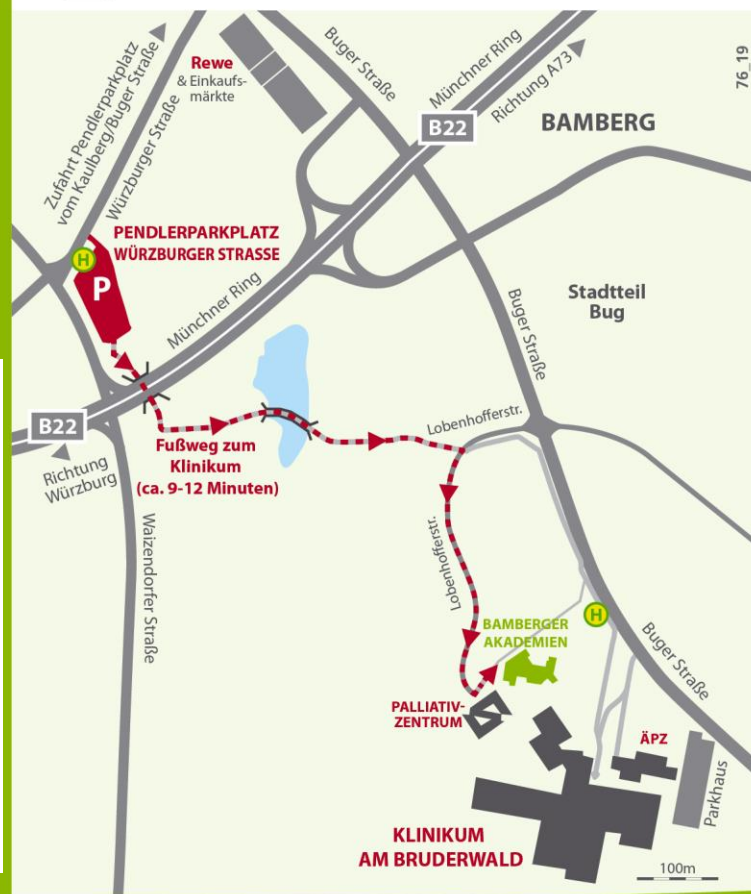 76_19
Zufahrt Pendlerparkplatz
vom Kaulberg/Buger Straße
Würzburger Straße
Rewe
& Einkaufs-
märkte
Buger Straße
Münchner Ring
Richtung A73
B22
BAMBERG
PENDLERPARKPLATZ
WÜRZBURGER STRASSE
H
P
Münchner Ring
Stadtteil
Bug
Buger Straße
B22
Richtung
Würzburg
Fußweg zum
Klinikum
(ca. 9-12 Minuten)
Lobenhofferstr.
Waizendorfer Straße
Lobenhofferstr.
BAMBERGER
AKADEMIEN
H
Buger Straße
PALLIATIV-
ZENTRUM
ÄPZ
Parkhaus
KLINIKUM
AM BRUDERWALD
100m